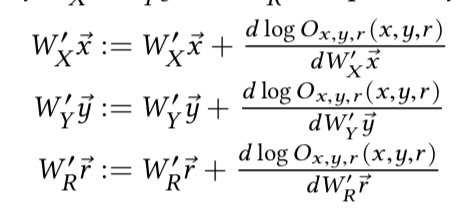 W'_X \vec{x} := W'_X \vec{x} + \frac{d \log O_{x,y,r}(x,y,r)}{dW'_X \vec{x}}
W'_Y \vec{y} := W'_Y \vec{y} + \frac{d \log O_{x,y,r}(x,y,r)}{dW'_Y \vec{y}}
W'_R \vec{r} := W'_R \vec{r} + \frac{d \log O_{x,y,r}(x,y,r)}{dW'_R \vec{r}}